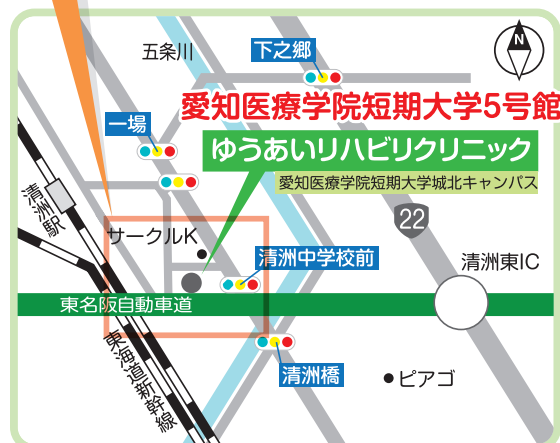 五条川
下之郷
N
愛知医療学院短期大学5号館
一場
ゆうあいリハビリクリニック
愛知医療学院短期大学城北キャンパス
清洲駅
22
サークルK
清洲中学校前
清洲東IC
東名阪自動車道
東海道新幹線
清洲橋
ピアゴ